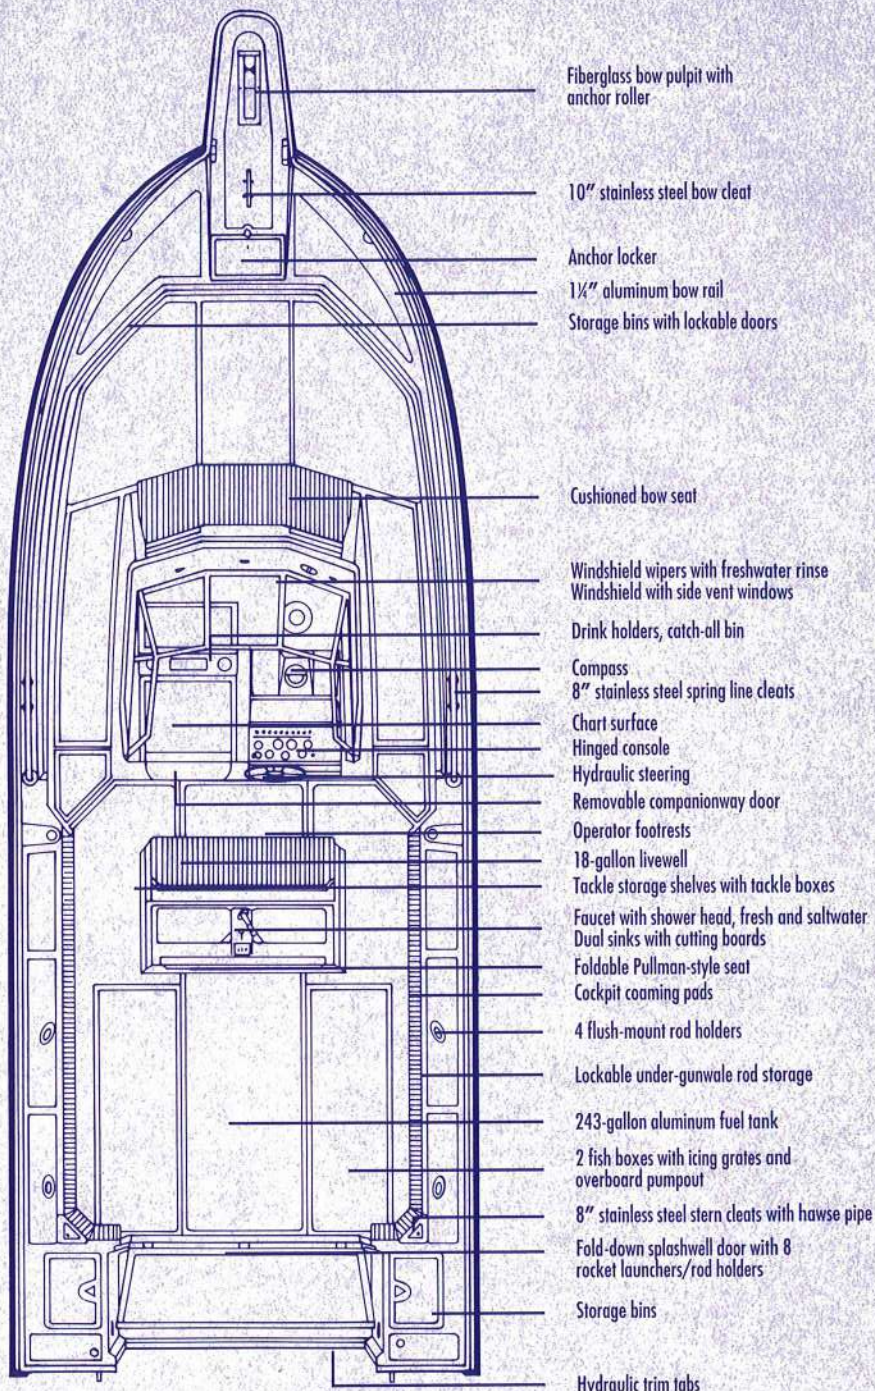 Fiberglass bow pulpit with
anchor roller
10" stainless steel bow cleat
Anchor locker
1¼" aluminum bow rail
Storage bins with lockable doors
Cushioned bow seat
Windshield wipers with freshwater rinse
Windshield with side vent windows
Drink holders, catch-all bin
Compass
8" stainless steel spring line cleats
Chart surface
Hinged console
Hydraulic steering
Removable companionway door
Operator footrests
18-gallon livewell
Tackle storage shelves with tackle boxes
Faucet with shower head, fresh and saltwater
Dual sinks with cutting boards
Foldable Pullman-style seat
Cockpit coaming pads
4 flush-mount rod holders
Lockable under-gunwale rod storage
243-gallon aluminum fuel tank
2 fish boxes with icing grates and
overboard pumpout
8" stainless steel stern cleats with hawse pipe
Fold-down splashwell door with 8
rocket launchers/rod holders
Storage bins
Hydraulic trim tabs